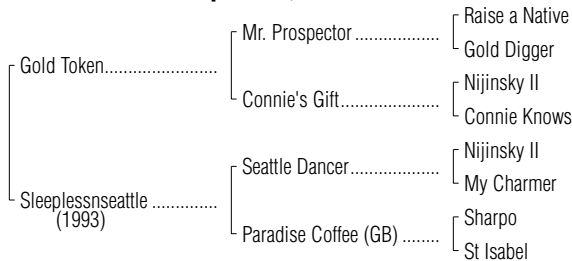 Raise a Native
Mr. Prospector ..................
Gold Digger
Gold Token........................
Nijinsky II
Connie's Gift.....................
Connie Knows
Nijinsky II
Seattle Dancer...................
My Charmer
Sleeplessnseattle ..............
(1993)
Sharpo
Paradise Coffee (GB) ........
St Isabel